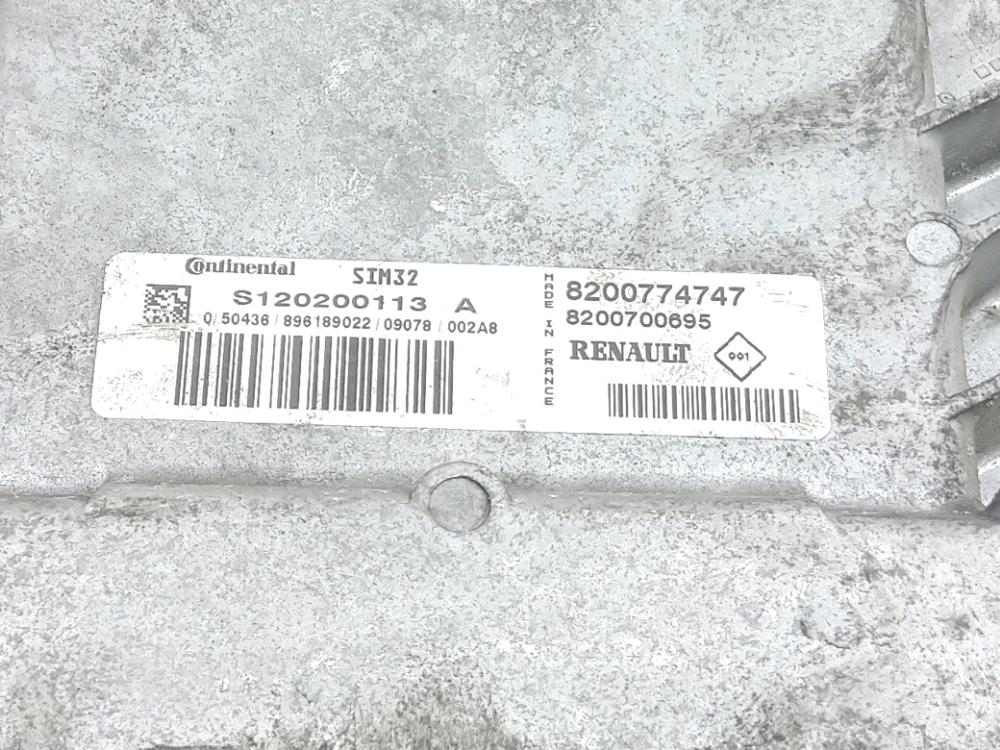 Continental SIM32
S120200113 A
0/50436/896189022/09078/002A8
MADE IN FRANCE
8200774747
8200700695
RENAULT 001